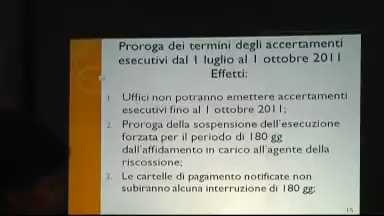 Proroga dei termini degli accertamenti
esecutivi dal 1 luglio al 1 ottobre 2011
Effetti:
1. Uffici non potranno emettere accertamenti
esecutivi fino al 1 ottobre 2011;
2. Proroga della sospensione dell'esecuzione
forzata per il periodo di 180 gg
dall'affidamento in carico all'agente della
riscossione;
3. Le cartelle di pagamento notificate non
subiranno alcuna interruzione di 180 gg;
15